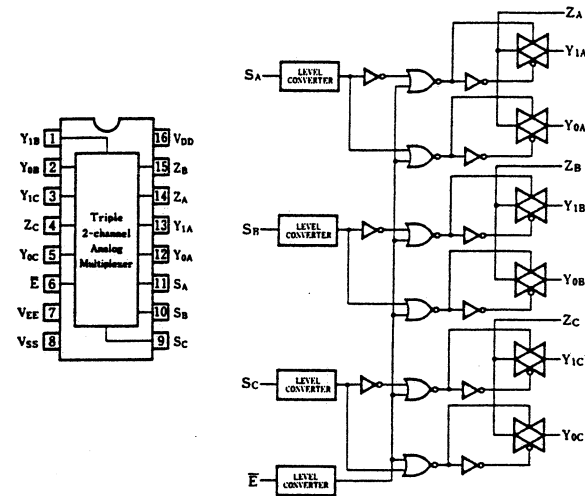 Y1B 1
Y0B 2
Y1C 3
ZC 4
Y0C 5
E̅ 6
VEE 7
VSS 8
16 VDD
15 ZB
14 ZA
13 Y1A
12 Y0A
11 SA
10 SB
9 SC
Triple
2-channel
Analog
Multiplexer
SA
LEVEL
CONVERTER
ZA
Y1A
Y0A
SB
LEVEL
CONVERTER
ZB
Y1B
Y0B
SC
LEVEL
CONVERTER
ZC
Y1C
Y0C
E̅
LEVEL
CONVERTER